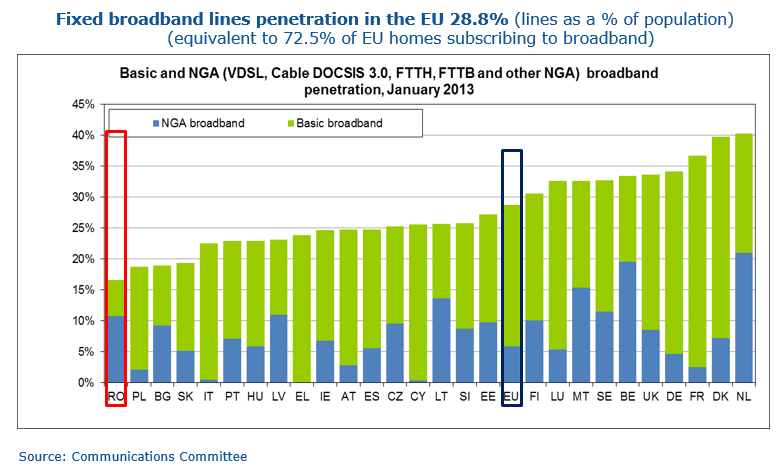 Fixed broadband lines penetration in the EU 28.8% (lines as a % of population)
(equivalent to 72.5% of EU homes subscribing to broadband)
Basic and NGA (VDSL, Cable DOCSIS 3.0, FTTH, FTTB and other NGA) broadband
penetration, January 2013
NGA broadband Basic broadband
45%
40%
35%
30%
25%
20%
15%
10%
5%
0%
RO PL BG SK IT PT HU LV EL IE AT ES CZ CY LT SI EE EU FI LU MT SE BE UK DE FR DK NL
Source: Communications Committee